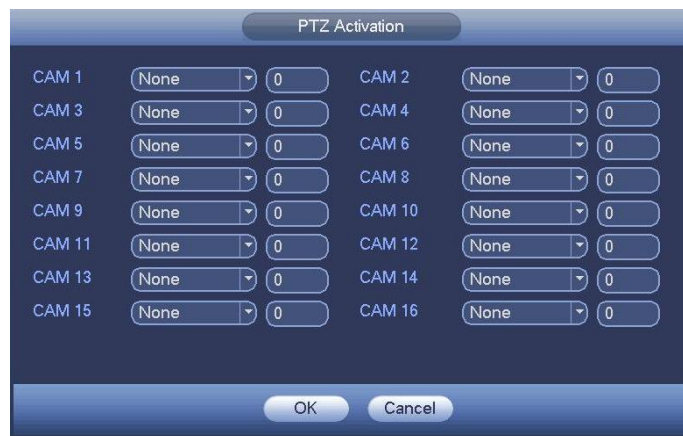 PTZ Activation
CAM 1 None 0 CAM 2 None 0
CAM 3 None 0 CAM 4 None 0
CAM 5 None 0 CAM 6 None 0
CAM 7 None 0 CAM 8 None 0
CAM 9 None 0 CAM 10 None 0
CAM 11 None 0 CAM 12 None 0
CAM 13 None 0 CAM 14 None 0
CAM 15 None 0 CAM 16 None 0
OK Cancel